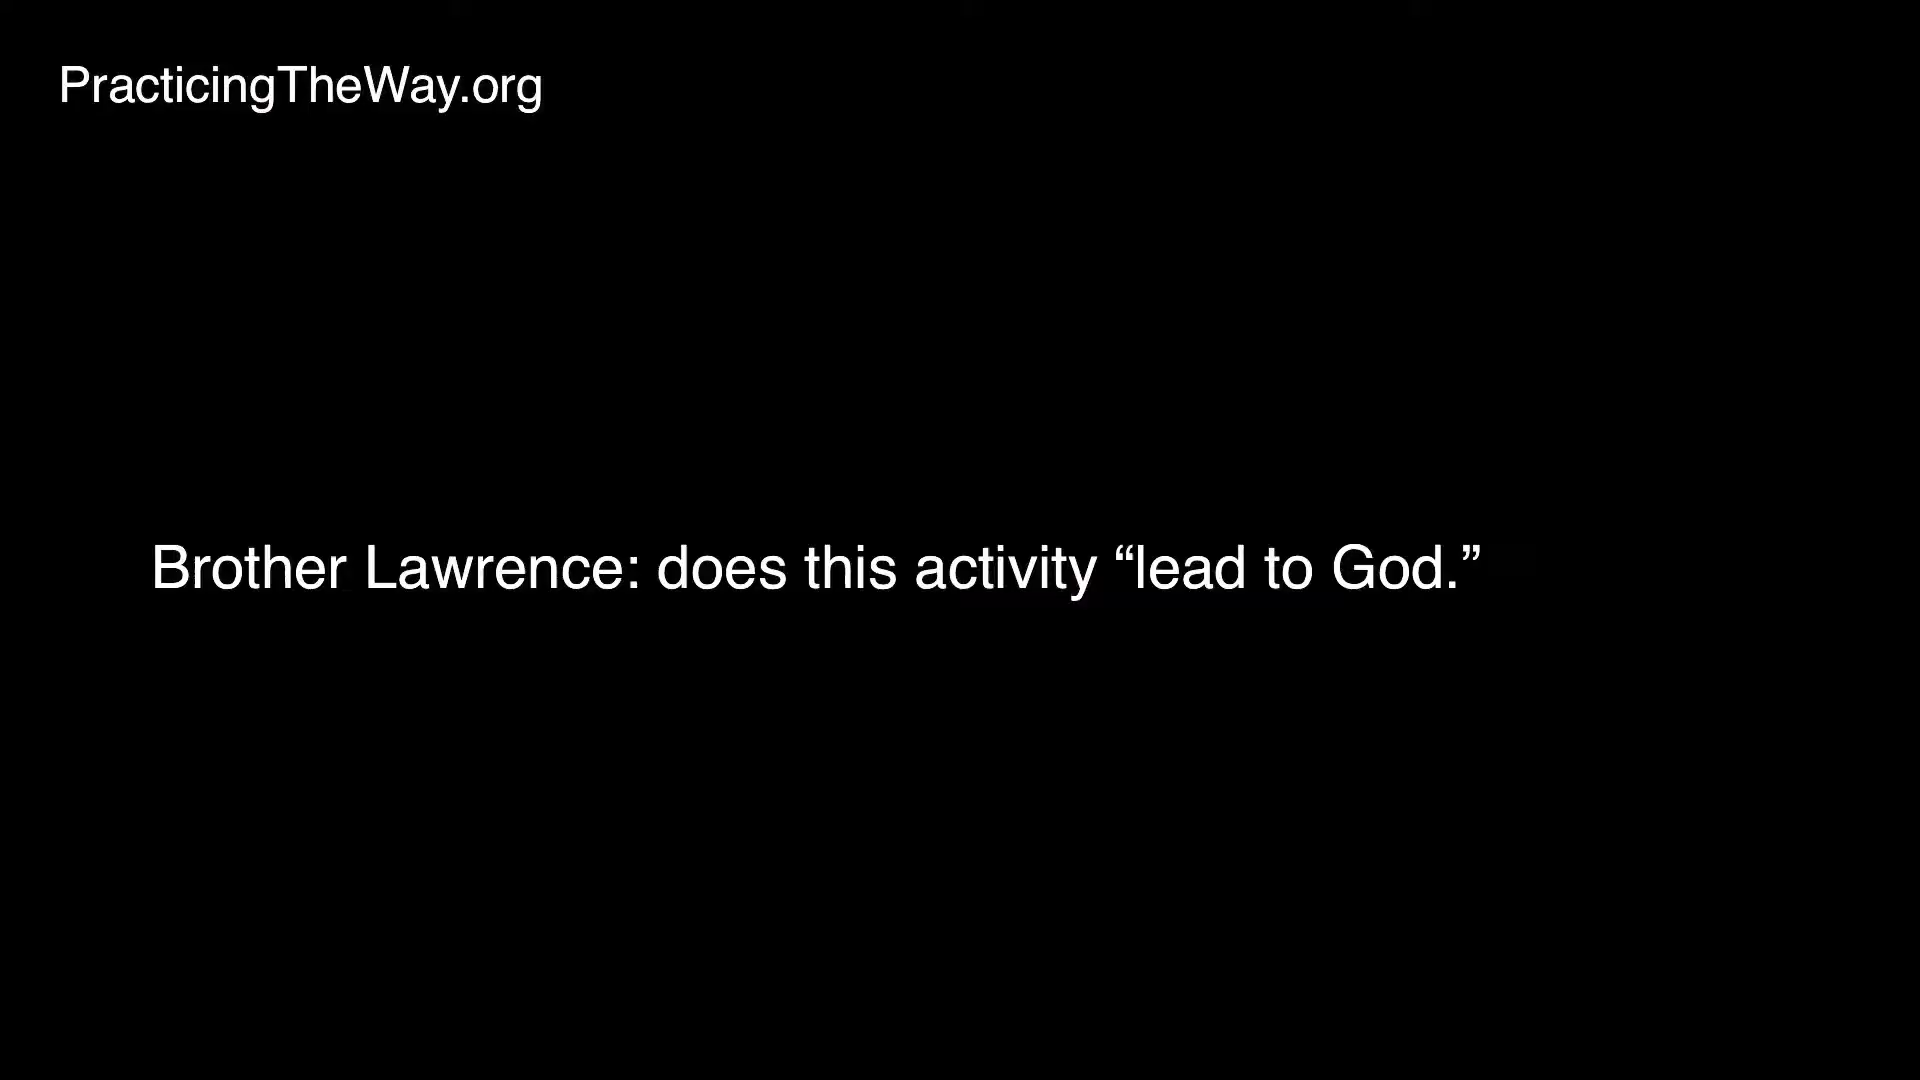 PracticingTheWay.org
Brother Lawrence: does this activity “lead to God.”